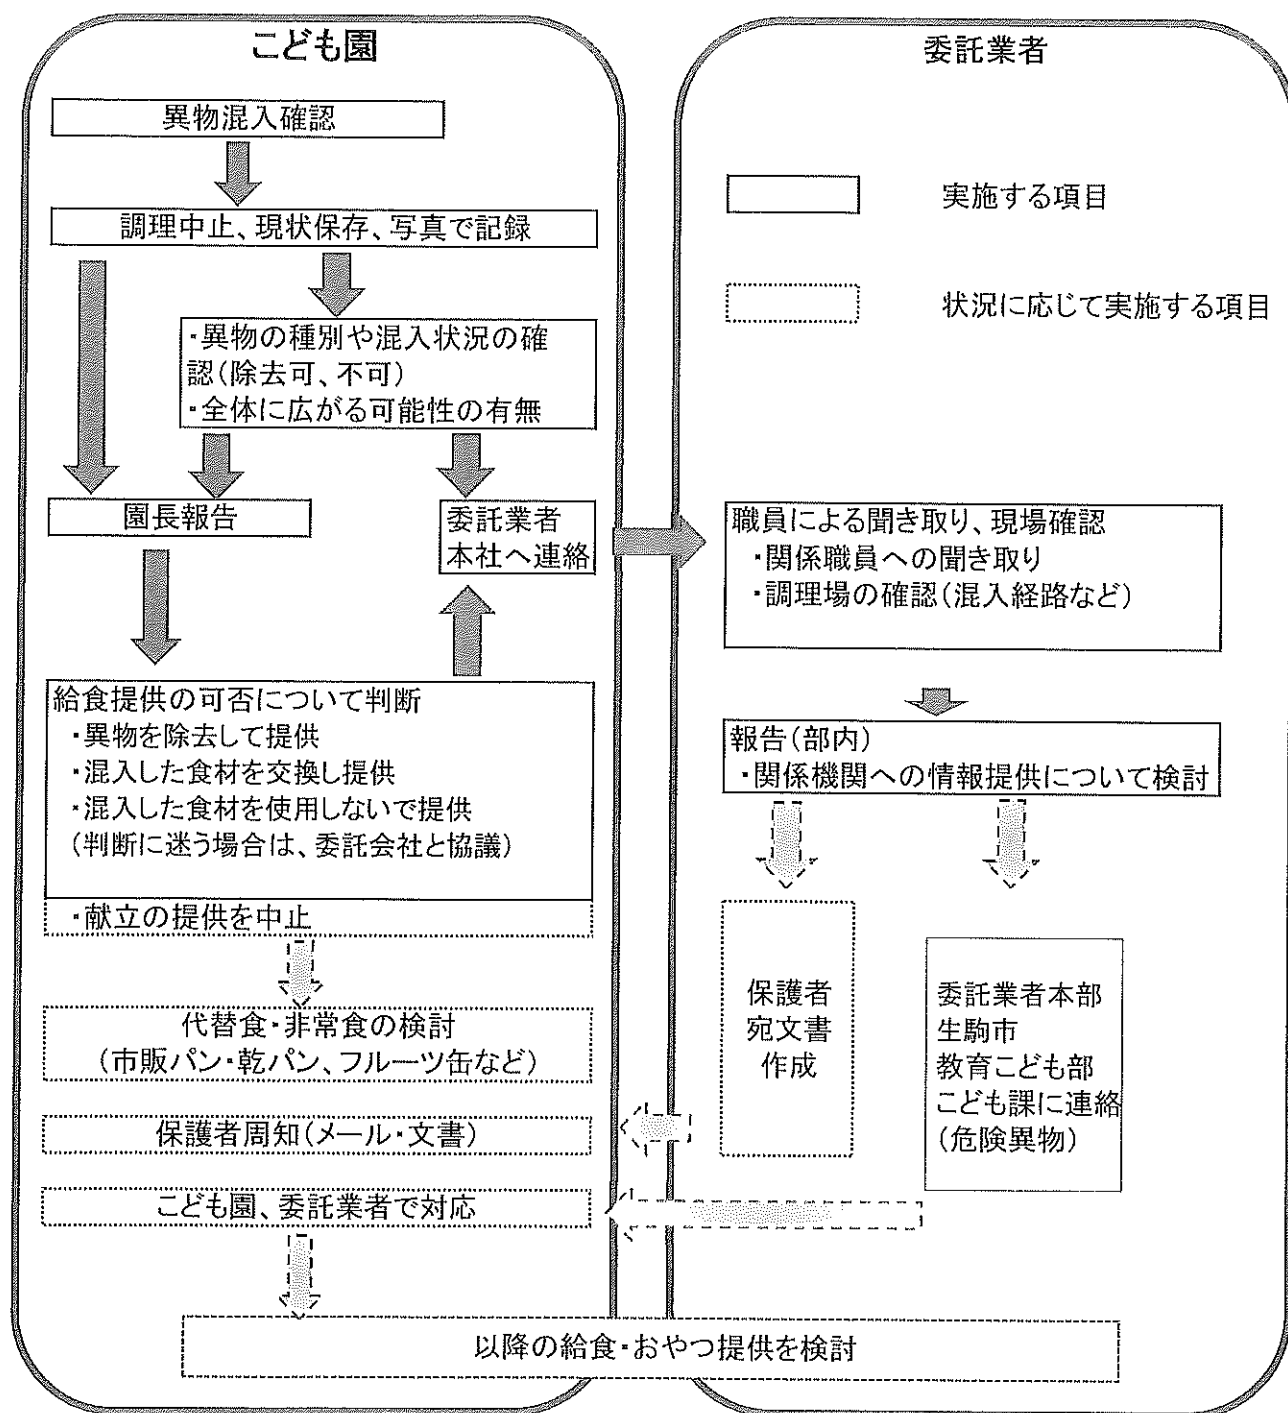 こども園
異物混入確認
調理中止、現状保存、写真で記録
・異物の種別や混入状況の確
認(除去可、不可)
・全体に広がる可能性の有無
園長報告
委託業者
本社へ連絡
給食提供の可否について判断
・異物を除去して提供
・混入した食材を交換し提供
・混入した食材を使用しないで提供
(判断に迷う場合は、委託会社と協議)
・献立の提供を中止
代替食・非常食の検討
(市販パン・乾パン、フルーツ缶など)
保護者周知(メール・文書)
こども園、委託業者で対応
委託業者
実施する項目
状況に応じて実施する項目
職員による聞き取り、現場確認
・関係職員への聞き取り
・調理場の確認(混入経路など)
報告(部内)
・関係機関への情報提供について検討
保護者
宛文書
作成
委託業者本部
生駒市
教育こども部
こども課に連絡
(危険異物)
以降の給食・おやつ提供を検討